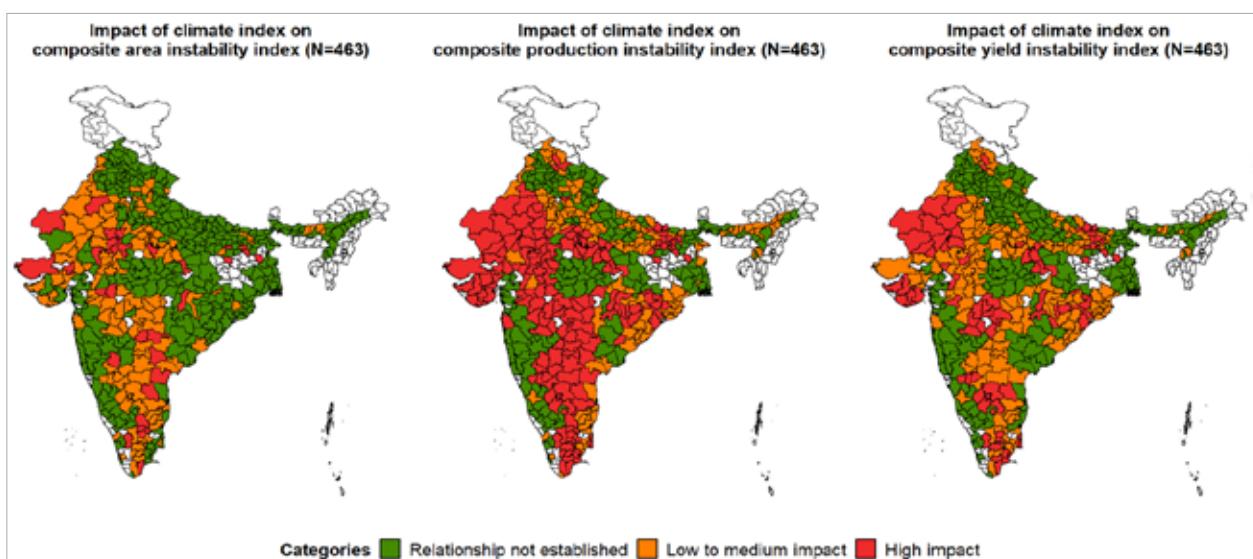 Impact of climate index on
composite area instability index (N=463)
Impact of climate index on
composite production instability index (N=463)
Impact of climate index on
composite yield instability index (N=463)
Categories Relationship not established Low to medium impact High impact